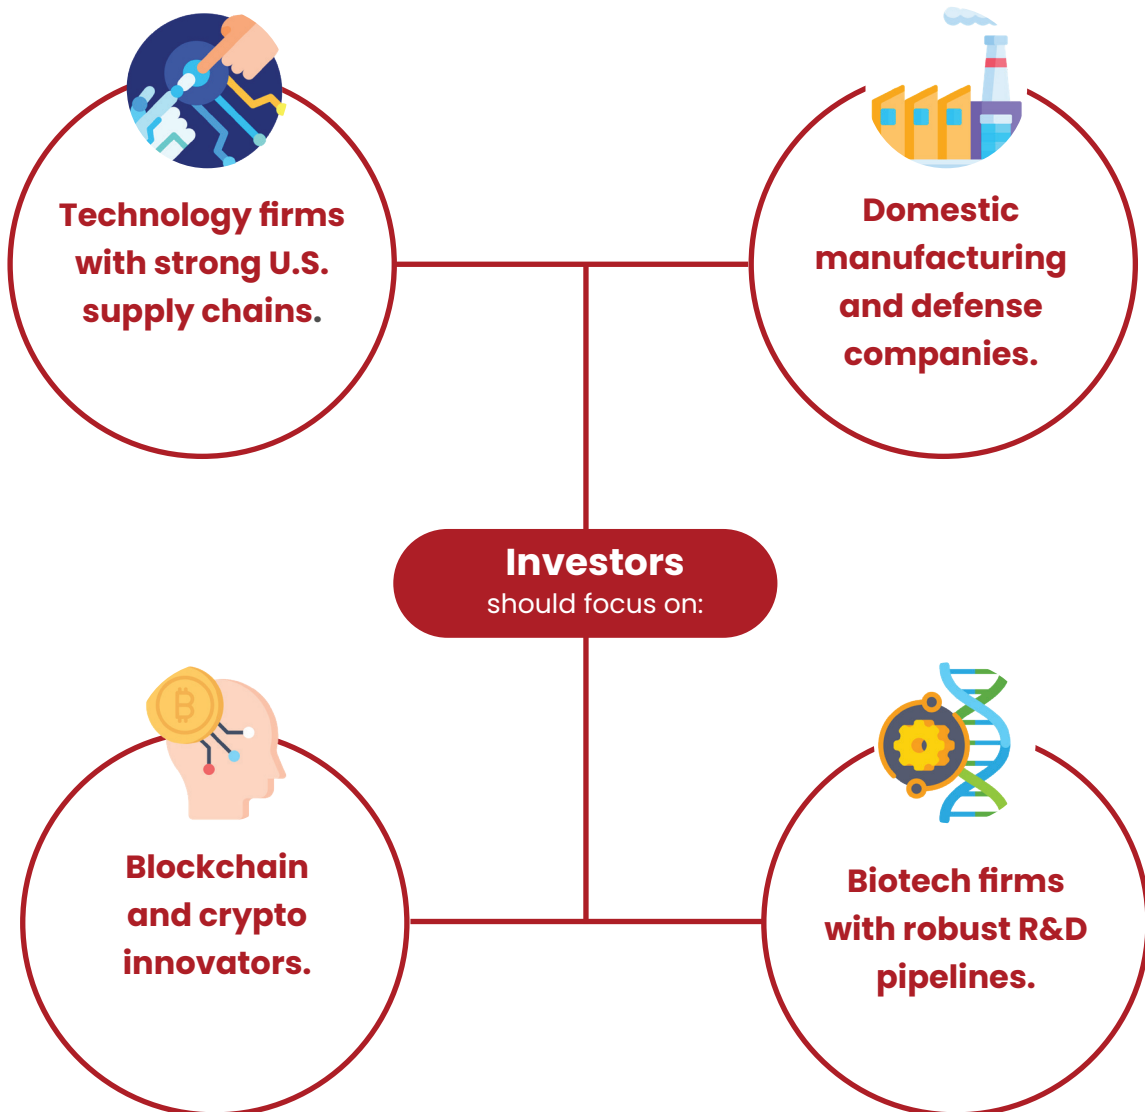 Technology firms
with strong U.S.
supply chains.
Domestic
manufacturing
and defense
companies.
Investors
should focus on:
Blockchain
and crypto
innovators.
Biotech firms
with robust R&D
pipelines.